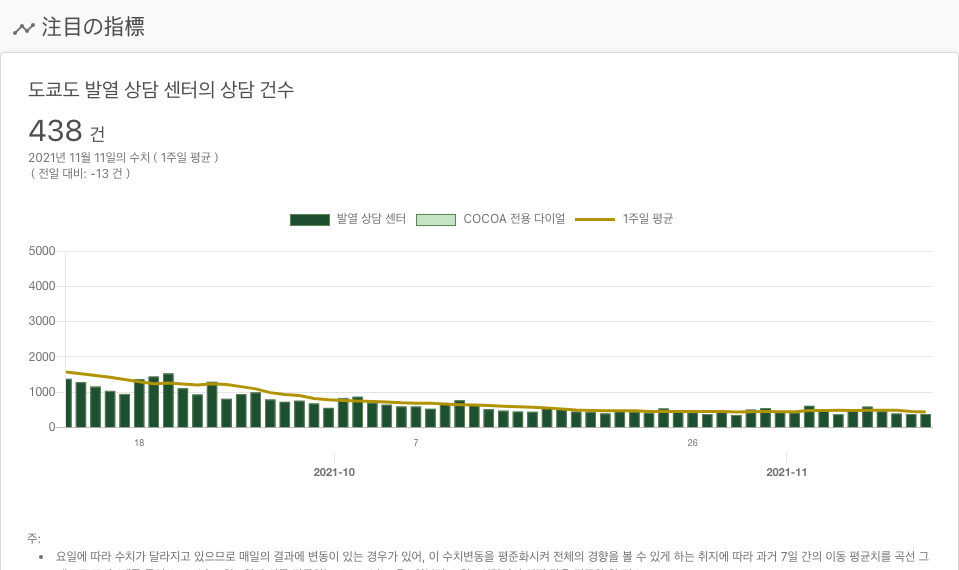 注目の指標
도쿄도 발열 상담 센터의 상담 건수
438 건
2021년 11월 11일의 수치 ( 1주일 평균 )
( 전일 대비: -13 건 )
발열 상담 센터 COCOA 전용 다이얼 1주일 평균
5000
4000
3000
2000
1000
0
18 7 26
2021-10 2021-11
주:
• 요일에 따라 수치가 달라지고 있으므로 매일의 결과에 변동이 있는 경우가 있어, 이 수치변동을 평준화시켜 전체의 경향을 볼 수 있게 하는 취지에 따라 과거 7일 간의 이동 평균치를 곡선 그